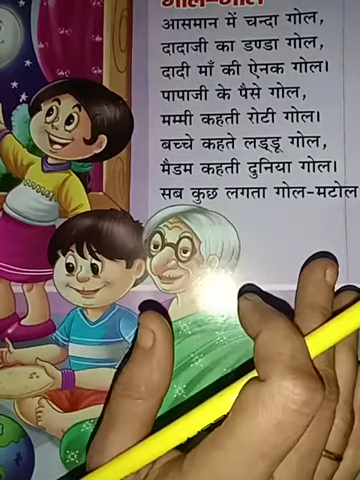 गोल-गोल
आसमान में चन्दा गोल,
दादाजी का डण्डा गोल,
दादी माँ की ऐनक गोल।
पापाजी के पैसे गोल,
मम्मी कहती रोटी गोल।
बच्चे कहते लड्डू गोल,
मैडम कहती दुनिया गोल।
सब कुछ लगता गोल-मटोल